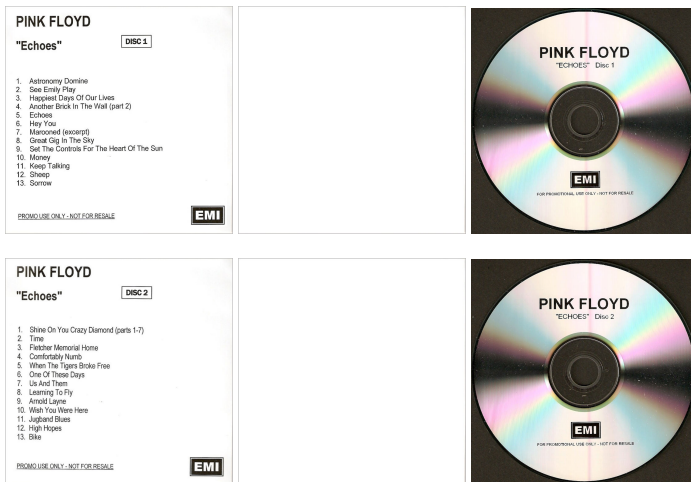 PINK FLOYD
"Echoes" DISC 1
1. Astronomy Domine
2. See Emily Play
3. Happiest Days Of Our Lives
4. Another Brick In The Wall (part 2)
5. Echoes
6. Hey You
7. Marooned (excerpt)
8. Great Gig In The Sky
9. Set The Controls For The Heart Of The Sun
10. Money
11. Keep Talking
12. Sheep
13. Sorrow
PROMO USE ONLY - NOT FOR RESALE
EMI
PINK FLOYD
"ECHOES" Disc 1
EMI
FOR PROMOTIONAL USE ONLY - NOT FOR RESALE
PINK FLOYD
"Echoes" DISC 2
1. Shine On You Crazy Diamond (parts 1-7)
2. Time
3. Fletcher Memorial Home
4. Comfortably Numb
5. When The Tigers Broke Free
6. One Of These Days
7. Us And Them
8. Learning To Fly
9. Arnold Layne
10. Wish You Were Here
11. Jugband Blues
12. High Hopes
13. Bike
PROMO USE ONLY - NOT FOR RESALE
EMI
PINK FLOYD
"ECHOES" Disc 2
EMI
FOR PROMOTIONAL USE ONLY - NOT FOR RESALE